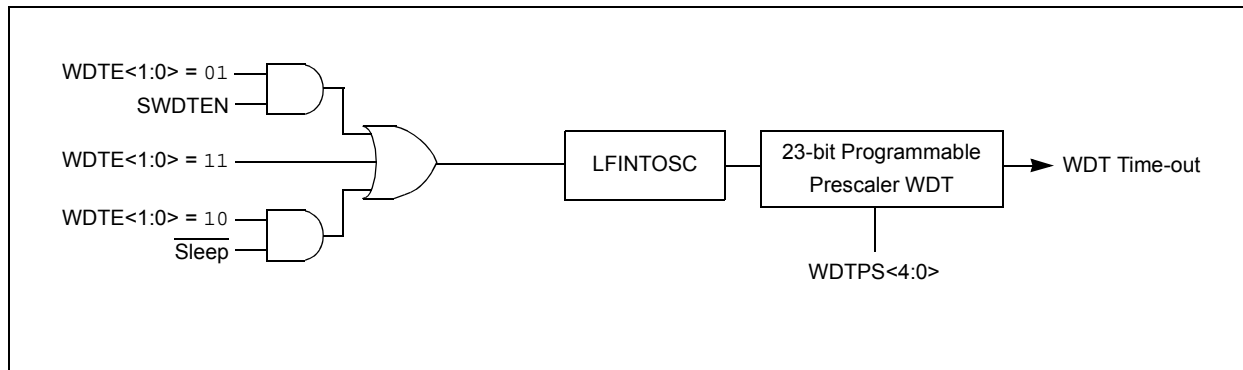 WDTE<1:0> = 01
SWDTEN
WDTE<1:0> = 11
WDTE<1:0> = 10
Sleep
LFINTOSC
23-bit Programmable
Prescaler WDT
WDT Time-out
WDTPS<4:0>